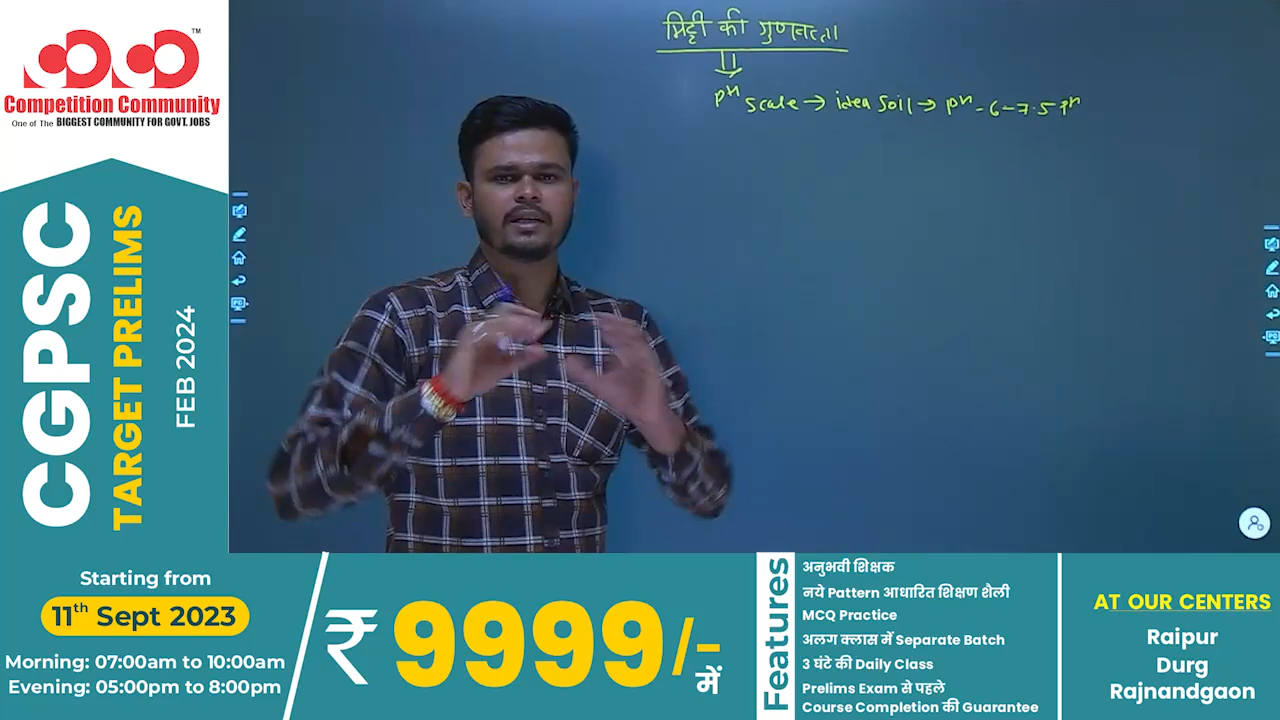 TM
Competition Community
One of The BIGGEST COMMUNITY FOR GOVT. JOBS
CGPSC
TARGET PRELIMS
FEB 2024
मिट्टी की गुणवत्ता
pH Scale → idea Soil → pH - 6-7.5 pH
Starting from
11th Sept 2023
Morning: 07:00am to 10:00am
Evening: 05:00pm to 8:00pm
₹ 9999/- में
Features
अनुभवी शिक्षक
नये Pattern आधारित शिक्षण शैली
MCQ Practice
अलग क्लास में Separate Batch
3 घंटे की Daily Class
Prelims Exam से पहले
Course Completion की Guarantee
AT OUR CENTERS
Raipur
Durg
Rajnandgaon